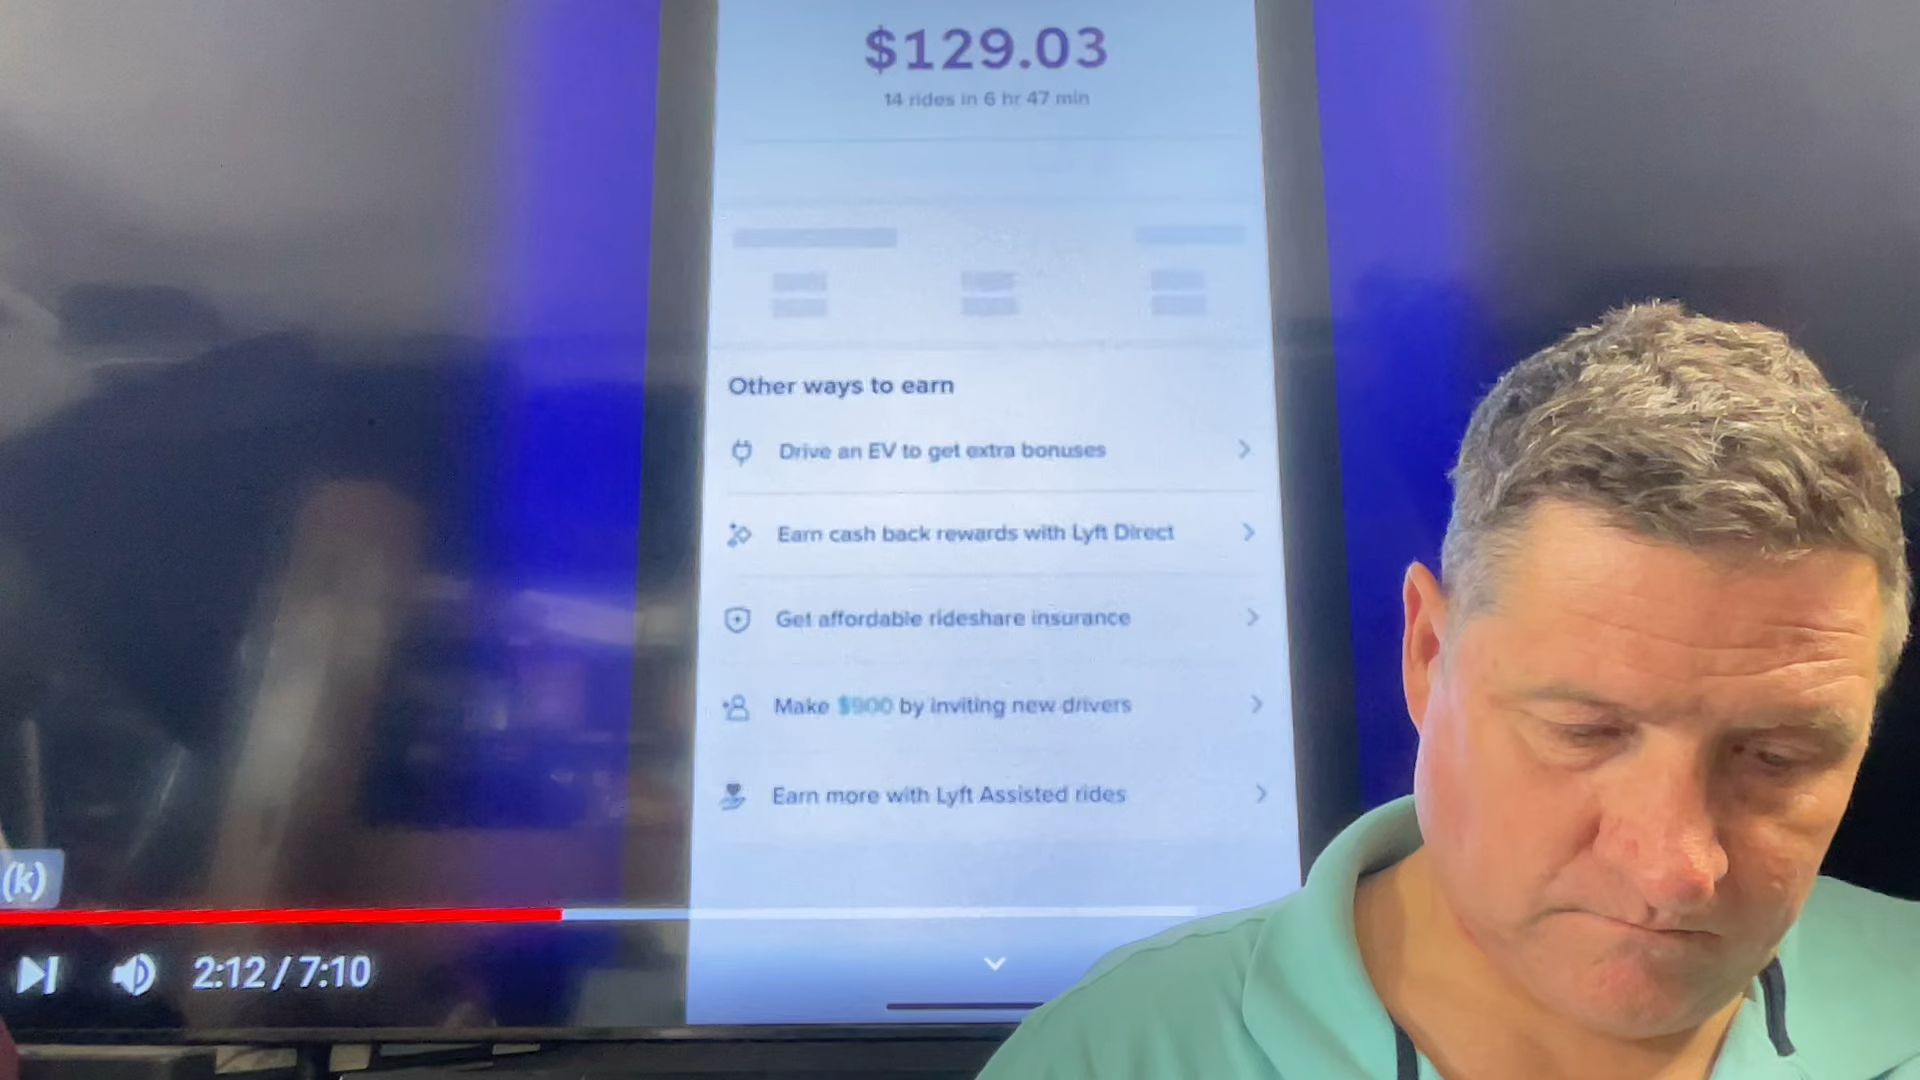 $129.03
14 rides in 6 hr 47 min
Other ways to earn
Drive an EV to get extra bonuses
Earn cash back rewards with Lyft Direct
Get affordable rideshare insurance
Make $900 by inviting new drivers
Earn more with Lyft Assisted rides
(k)
2:12 / 7:10